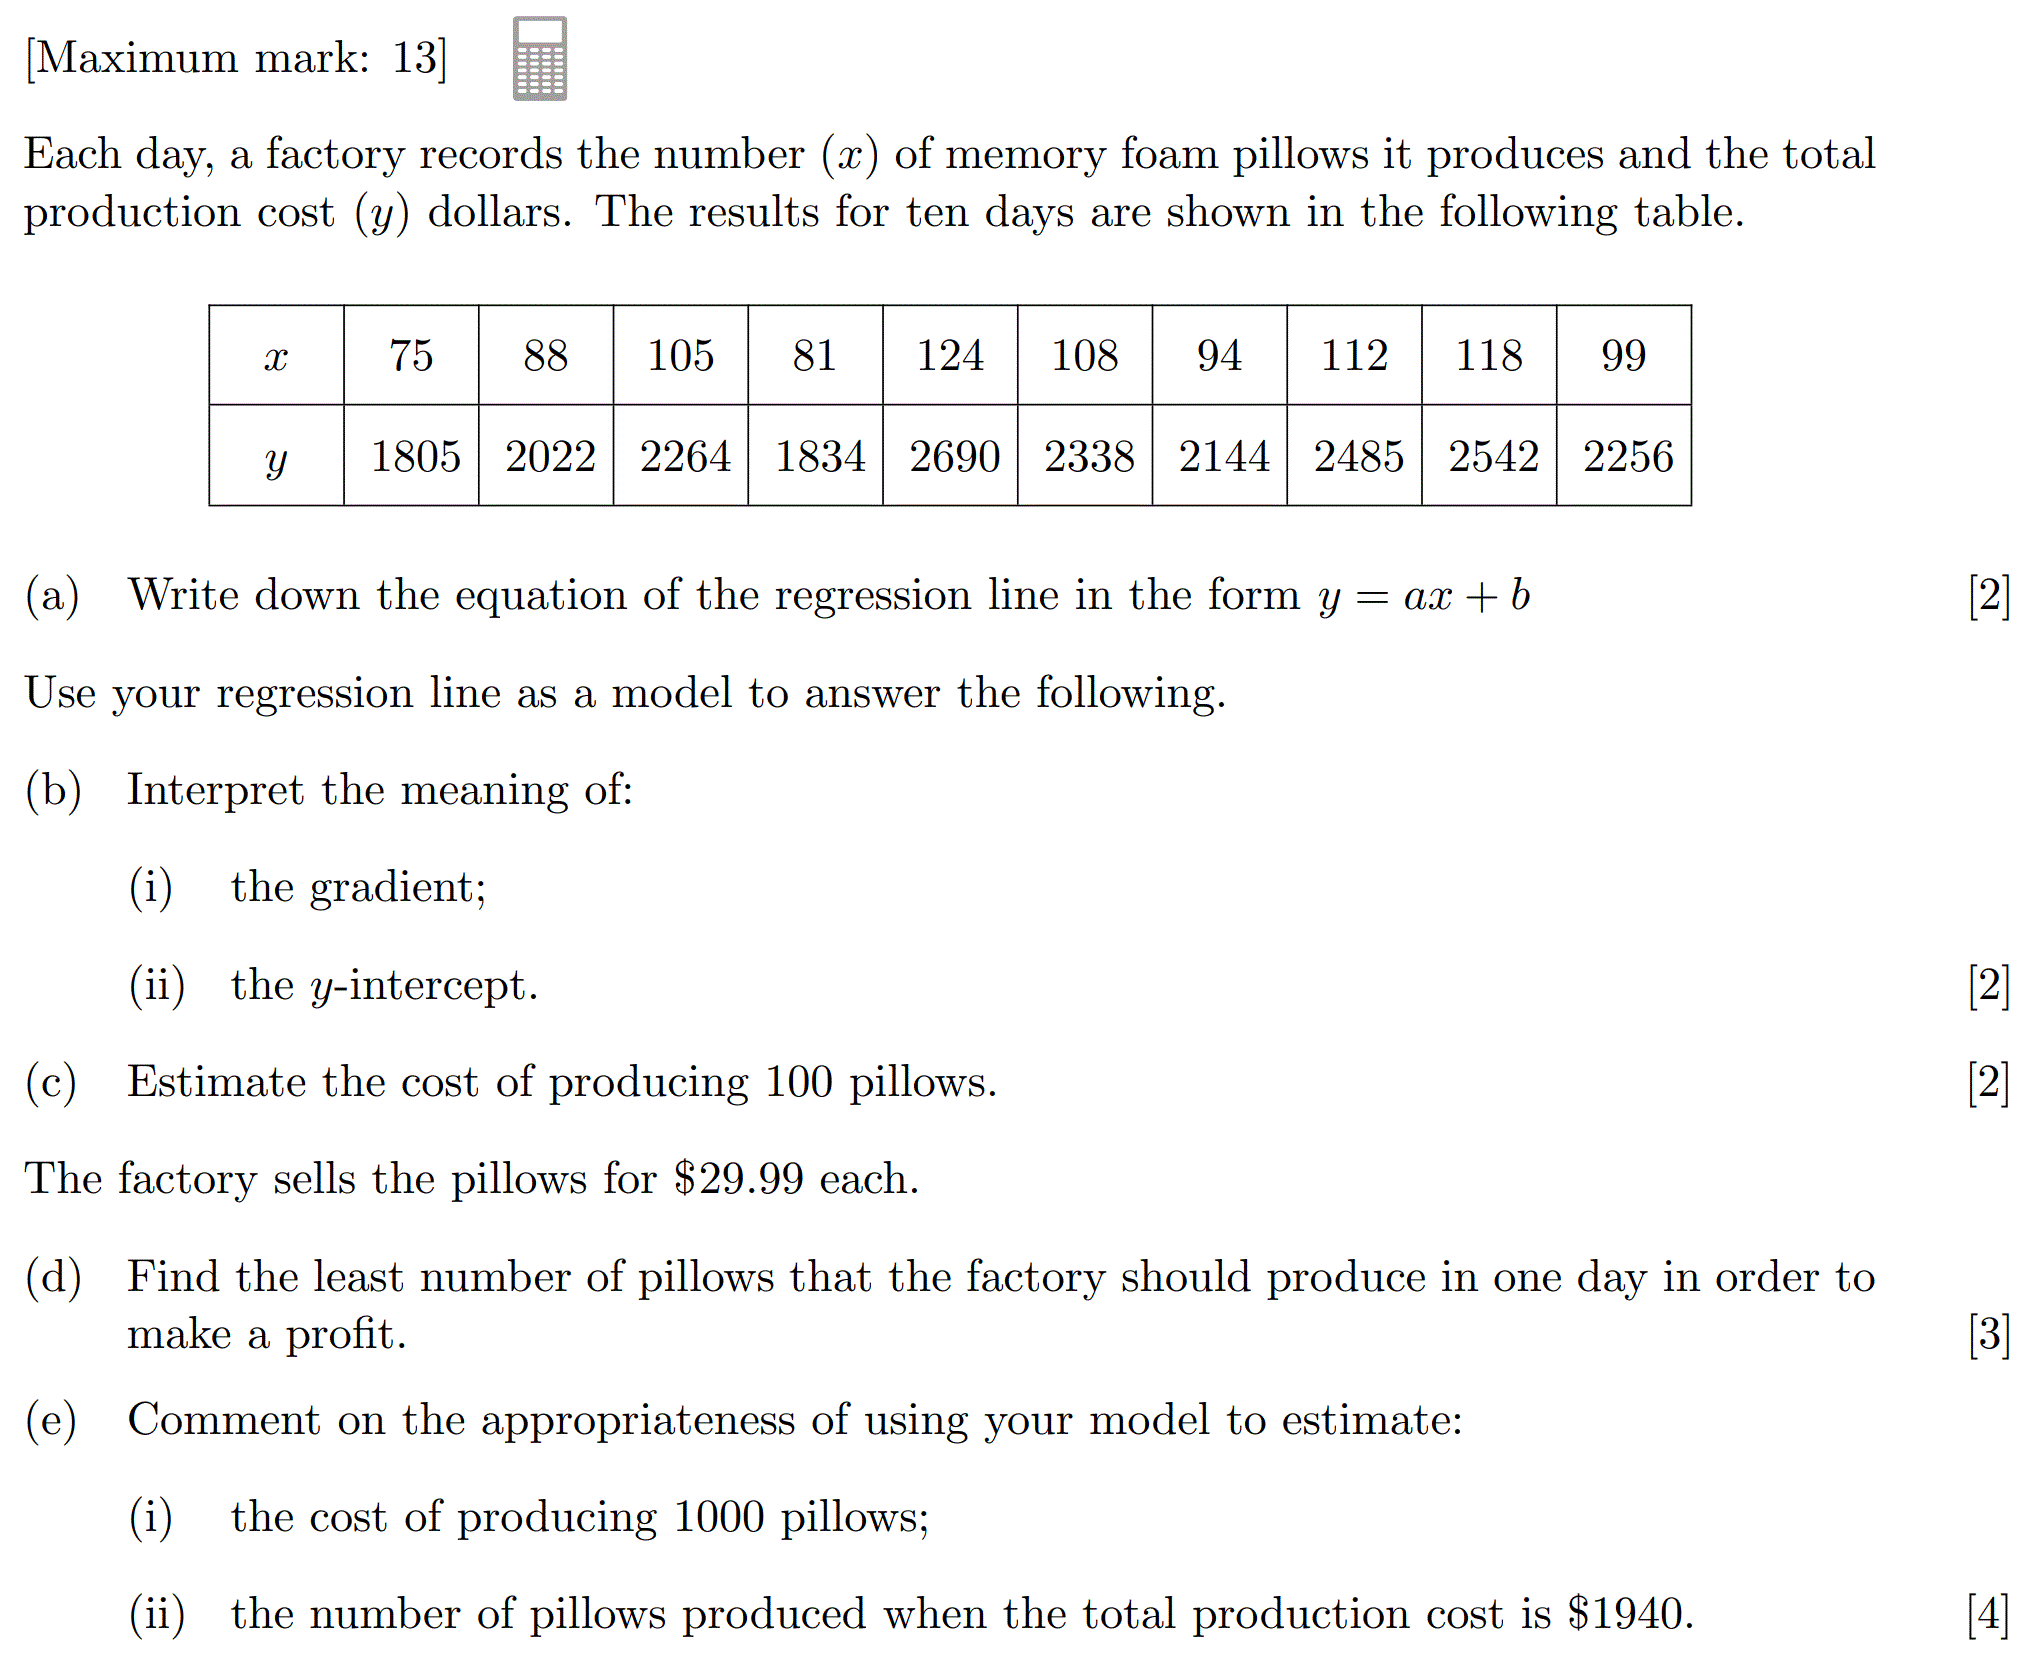 [Maximum mark: 13]
Each day, a factory records the number (x) of memory foam pillows it produces and the total
production cost (y) dollars. The results for ten days are shown in the following table.
x 75 88 105 81 124 108 94 112 118 99
y 1805 2022 2264 1834 2690 2338 2144 2485 2542 2256
(a) Write down the equation of the regression line in the form y = ax + b [2]
Use your regression line as a model to answer the following.
(b) Interpret the meaning of:
(i) the gradient;
(ii) the y-intercept. [2]
(c) Estimate the cost of producing 100 pillows. [2]
The factory sells the pillows for $29.99 each.
(d) Find the least number of pillows that the factory should produce in one day in order to
make a profit. [3]
(e) Comment on the appropriateness of using your model to estimate:
(i) the cost of producing 1000 pillows;
(ii) the number of pillows produced when the total production cost is $1940. [4]